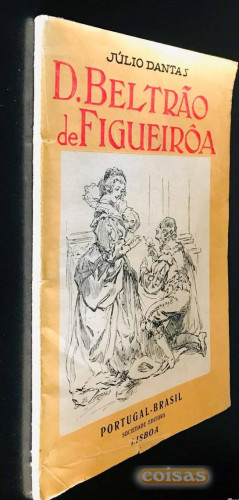 JÚLIO DANTAS
D. BELTRÃO
de FIGUEIRÔA
PORTUGAL-BRASIL
SOCIEDADE EDITORA
LISBOA
coisas